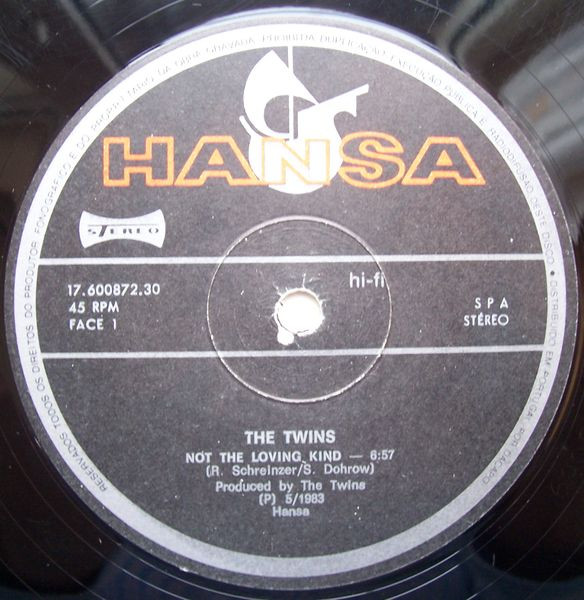 RESERVADOS TODOS OS DIREITOS DO PRODUTOR FONOGRÁFICO E DO PROPRIETÁRIO DA OBRA GRAVADA. PROIBIDA DUPLICAÇÃO, EXECUÇÃO PÚBLICA E RADIODIFUSÃO DESTE DISCO • DISTRIBUIDO EM PORTUGAL POR DACAPO
HANSA
STEREO
hi-fi
17.600872.30
45 RPM
FACE 1
SPA
STÉREO
THE TWINS
NOT THE LOVING KIND — 6:57
(R. Schreinzer/S. Dohrow)
Produced by The Twins
(P) 5/1983
Hansa